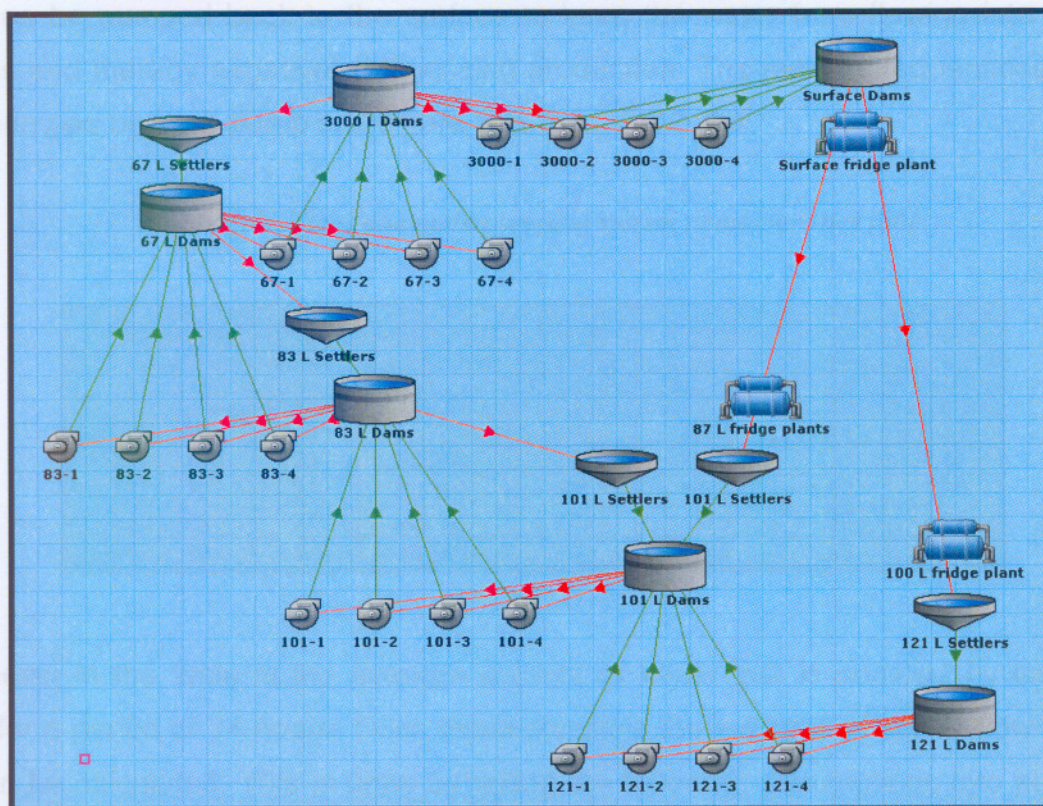 Surface Dams
3000 L Dams
3000-1
3000-2
3000-3
3000-4
67 L Settlers
Surface fridge plant
67 L Dams
67-1
67-2
67-3
67-4
83 L Settlers
83 L Dams
87 L fridge plants
83-1
83-2
83-3
83-4
101 L Settlers
101 L Settlers
100 L fridge plant
101 L Dams
101-1
101-2
101-3
101-4
121 L Settlers
121 L Dams
121-1
121-2
121-3
121-4